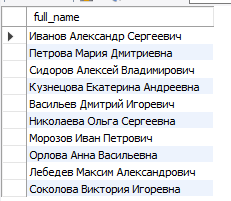 full_name
Иванов Александр Сергеевич
Петрова Мария Дмитриевна
Сидоров Алексей Владимирович
Кузнецова Екатерина Андреевна
Васильев Дмитрий Игоревич
Николаева Ольга Сергеевна
Морозов Иван Петрович
Орлова Анна Васильевна
Лебедев Максим Александрович
Соколова Виктория Игоревна